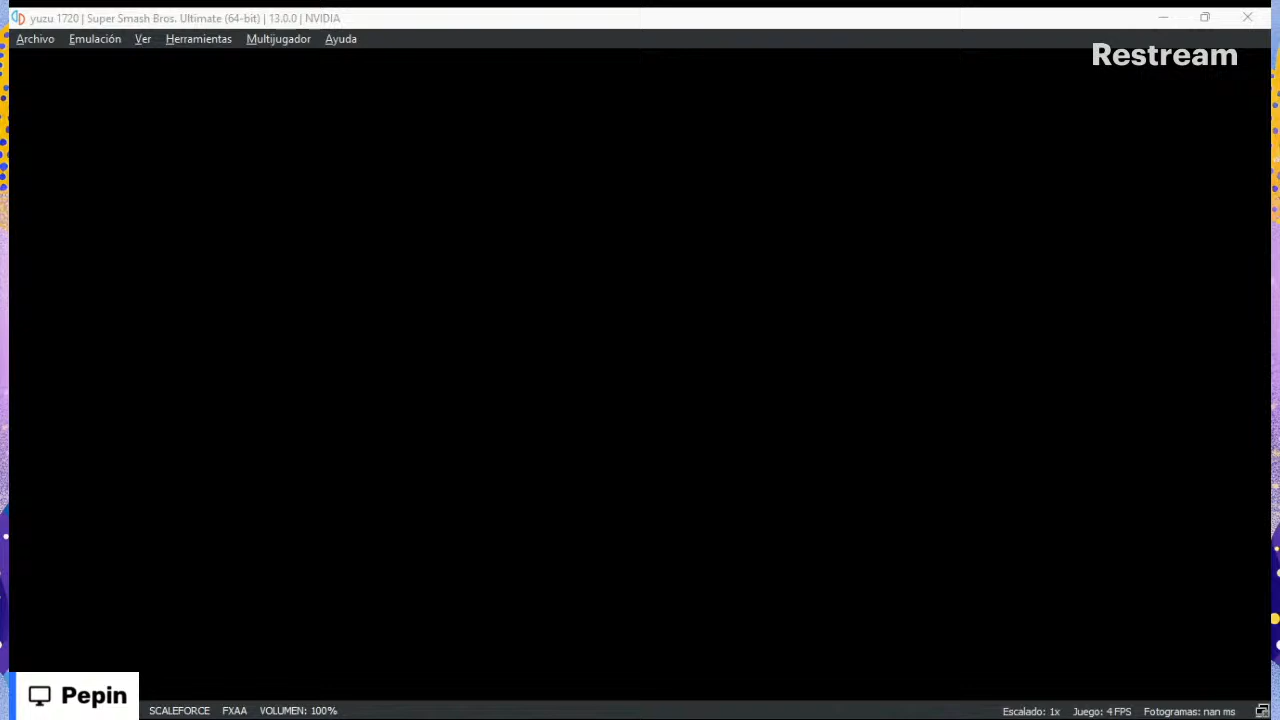 yuzu 1720 | Super Smash Bros. Ultimate (64-bit) | 13.0.0 | NVIDIA
Archivo Emulación Ver Herramientas Multijugador Ayuda
Restream
Pepin
SCALEFORCE FXAA VOLUMEN: 100% Escalado: 1x Juego: 4 FPS Fotogramas: nan ms